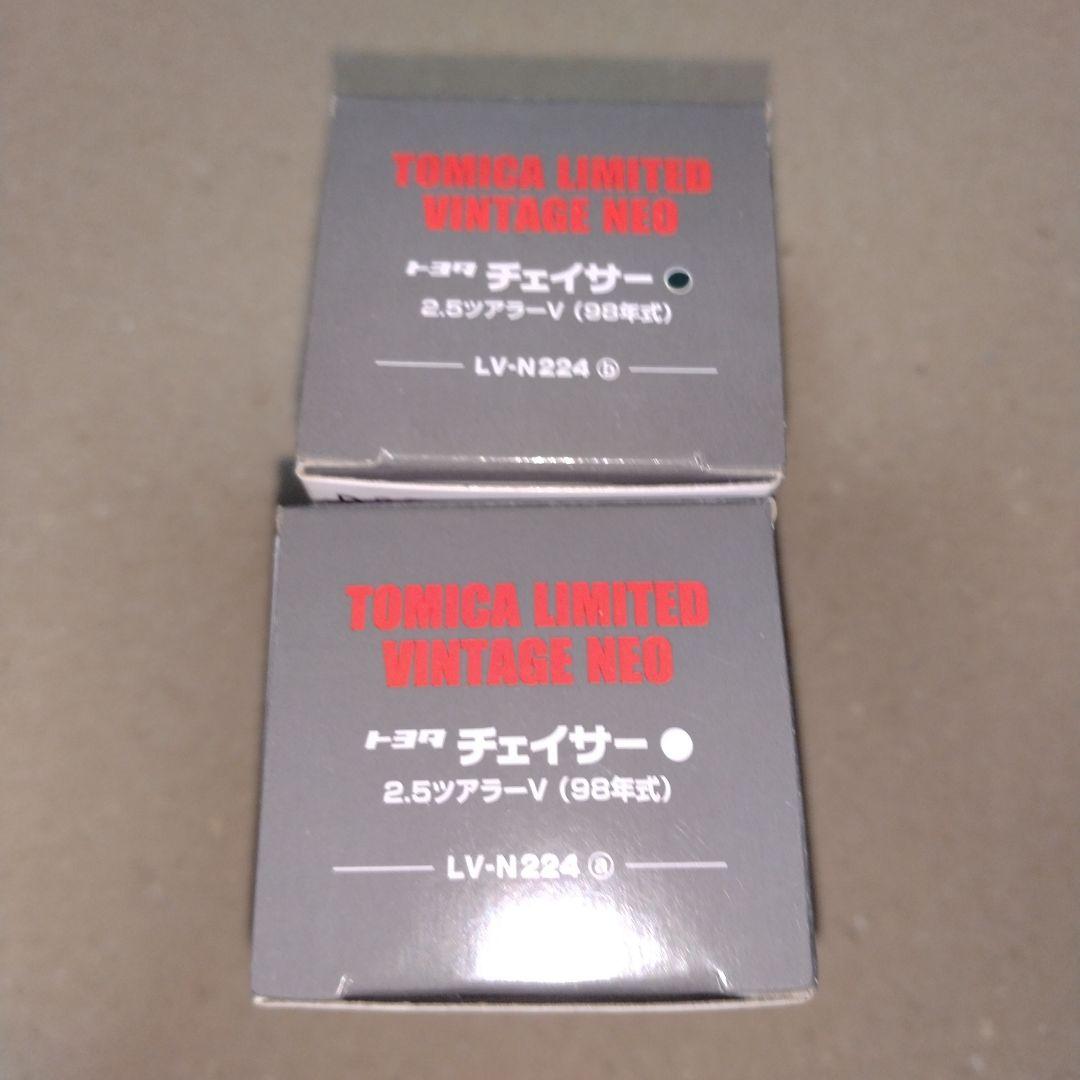 TOMICA LIMITED
VINTAGE NEO
トヨタ チェイサー
2.5ツアラーV（98年式）
LV-N224 ⓑ
TOMICA LIMITED
VINTAGE NEO
トヨタ チェイサー
2.5ツアラーV（98年式）
LV-N224 ⓐ